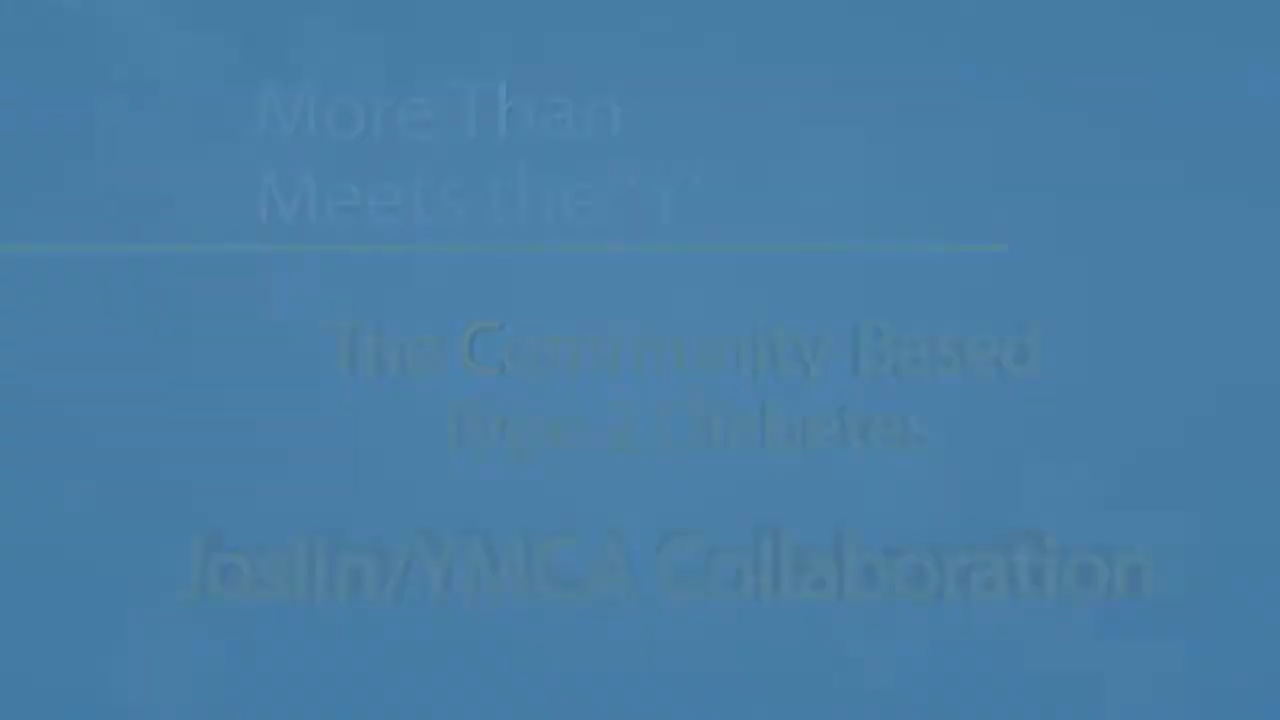 More Than
Meets the "Y"
The Community Based
Type 2 Diabetes
Joslin/YMCA Collaboration